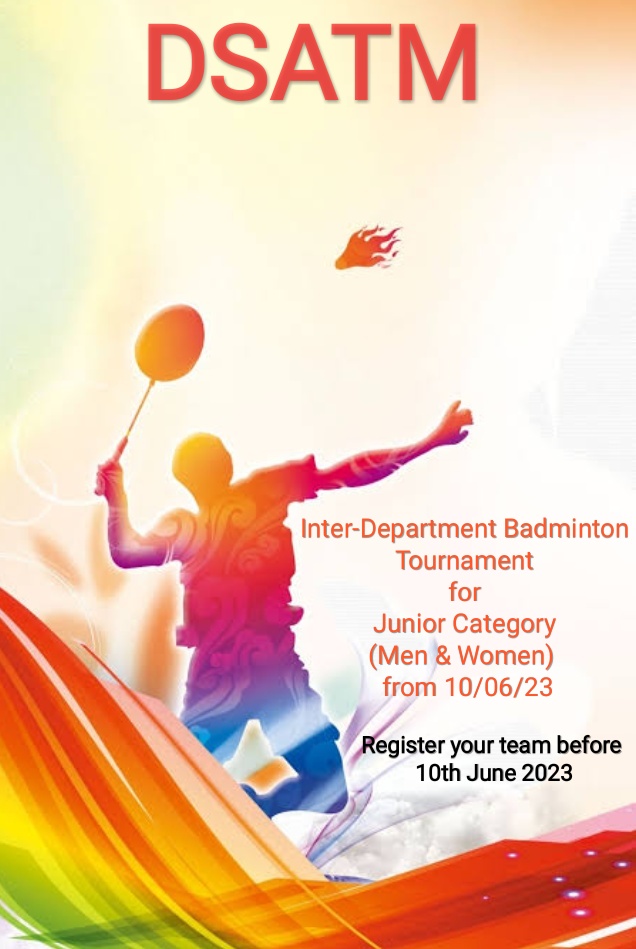 DSATM
Inter-Department Badminton
Tournament
for
Junior Category
(Men & Women)
from 10/06/23
Register your team before
10th June 2023